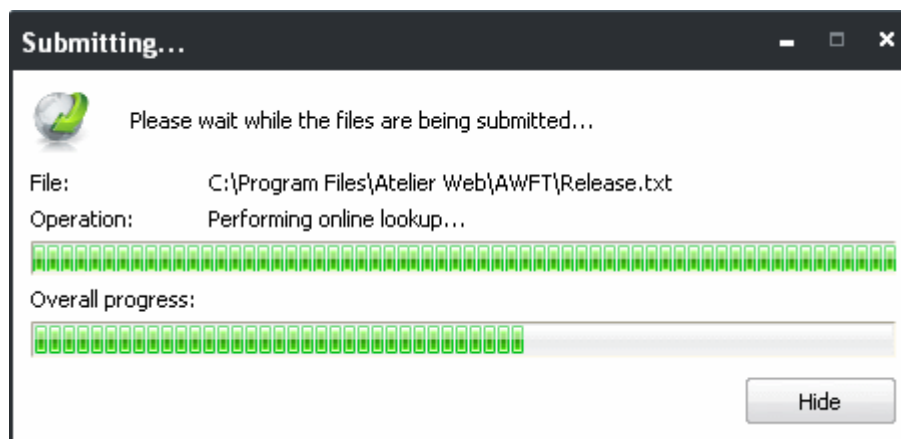 Submitting...
Please wait while the files are being submitted...
File: C:\Program Files\Atelier Web\AWFT\Release.txt
Operation: Performing online lookup...
Overall progress:
Hide